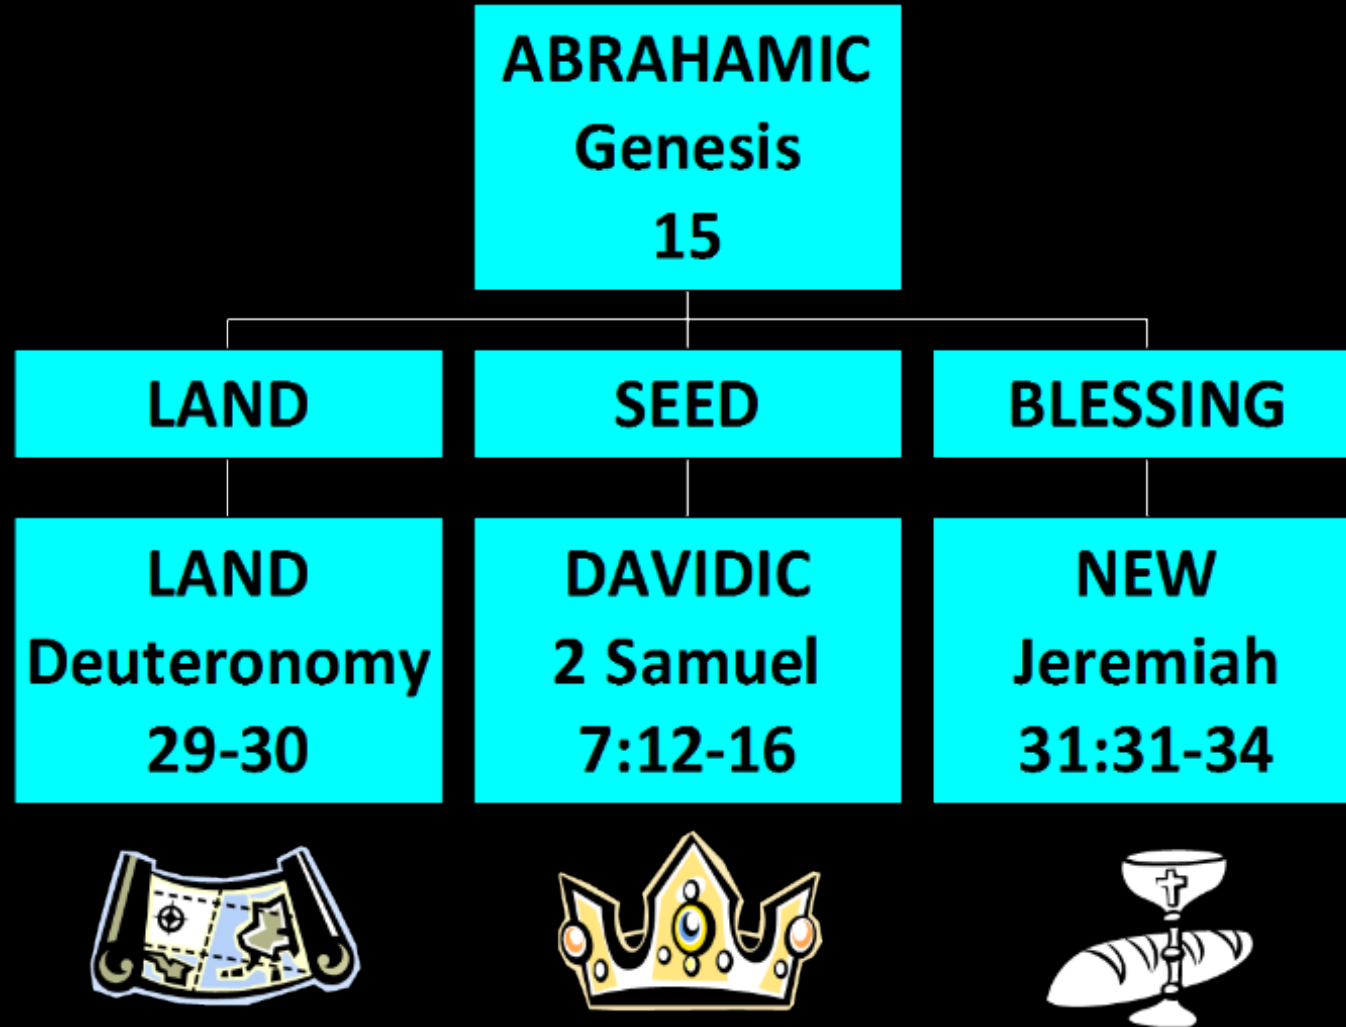 ABRAHAMIC
Genesis
15
LAND
SEED
BLESSING
LAND
Deuteronomy
29-30
DAVIDIC
2 Samuel
7:12-16
NEW
Jeremiah
31:31-34